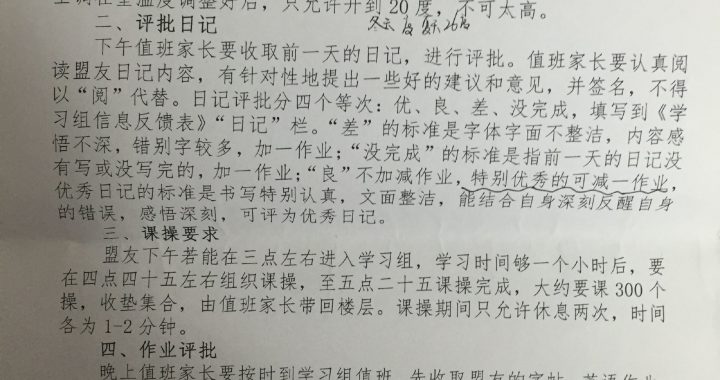 调整好后，只允许开到20度，不可太高。
二、评批日记
下午值班家长要收取前一天的日记，进行评批。值班家长要认真阅
读盟友日记内容，有针对性地提出一些好的建议和意见，并签名，不得
以“阅”代替。日记评批分四个等次：优、良、差、没完成，填写到《学
习组信息反馈表》“日记”栏。“差”的标准是字体字面不整洁，内容感
悟不深，错别字较多，加一作业；“没完成”的标准是指前一天的日记没
有写或没写完的，加一作业；“良”不加减作业，特别优秀的可减一作业，
优秀日记的标准是书写特别认真，文面整洁，能结合自身深刻反醒自身
的错误，感悟深刻，可评为优秀日记。
三、课操要求
盟友下午若能在三点左右进入学习组，学习时间够一个小时后，要
在四点四十五左右组织课操，至五点二十五课操完成，大约要课300个
操，收垫集合，由值班家长带回楼层。课操期间只允许休息两次，时间
各为1-2分钟。
四、作业评批
晚上值班家长要按时到学习组值班，先收取盟友的字帖、英语作业